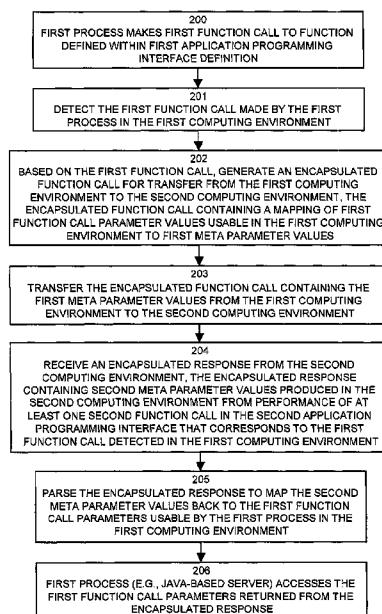 200
FIRST PROCESS MAKES FIRST FUNCTION CALL TO FUNCTION
DEFINED WITHIN FIRST APPLICATION PROGRAMMING
INTERFACE DEFINITION
201
DETECT THE FIRST FUNCTION CALL MADE BY THE FIRST
PROCESS IN THE FIRST COMPUTING ENVIRONMENT
202
BASED ON THE FIRST FUNCTION CALL, GENERATE AN ENCAPSULATED
FUNCTION CALL FOR TRANSFER FROM THE FIRST COMPUTING
ENVIRONMENT TO THE SECOND COMPUTING ENVIRONMENT, THE
ENCAPSULATED FUNCTION CALL CONTAINING A MAPPING OF FIRST
FUNCTION CALL PARAMETER VALUES USABLE IN THE FIRST COMPUTING
ENVIRONMENT TO FIRST META PARAMETER VALUES
203
TRANSFER THE ENCAPSULATED FUNCTION CALL CONTAINING THE
FIRST META PARAMETER VALUES FROM THE FIRST COMPUTING
ENVIRONMENT TO THE SECOND COMPUTING ENVIRONMENT
204
RECEIVE AN ENCAPSULATED RESPONSE FROM THE SECOND
COMPUTING ENVIRONMENT, THE ENCAPSULATED RESPONSE
CONTAINING SECOND META PARAMETER VALUES PRODUCED IN THE
SECOND COMPUTING ENVIRONMENT FROM PERFORMANCE OF AT
LEAST ONE SECOND FUNCTION CALL IN THE SECOND APPLICATION
PROGRAMMING INTERFACE THAT CORRESPONDS TO THE FIRST
FUNCTION CALL DETECTED IN THE FIRST COMPUTING ENVIRONMENT
205
PARSE THE ENCAPSULATED RESPONSE TO MAP THE SECOND
META PARAMETER VALUES BACK TO THE FIRST FUNCTION
CALL PARAMETERS USABLE BY THE FIRST PROCESS IN THE
FIRST COMPUTING ENVIRONMENT
206
FIRST PROCESS (E.G., JAVA-BASED SERVER) ACCESSES THE
FIRST FUNCTION CALL PARAMETERS RETURNED FROM THE
ENCAPSULATED RESPONSE